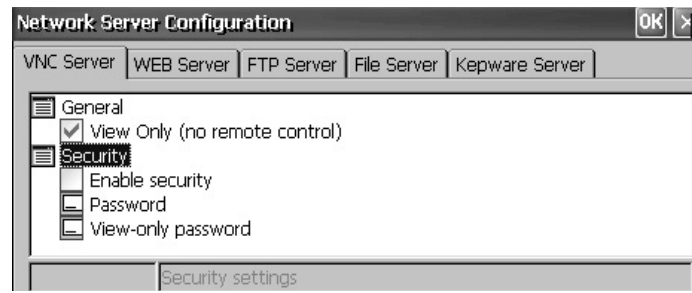 Network Server Configuration OK
VNC Server WEB Server FTP Server File Server Kepware Server
General
View Only (no remote control)
Security
Enable security
Password
View-only password
Security settings